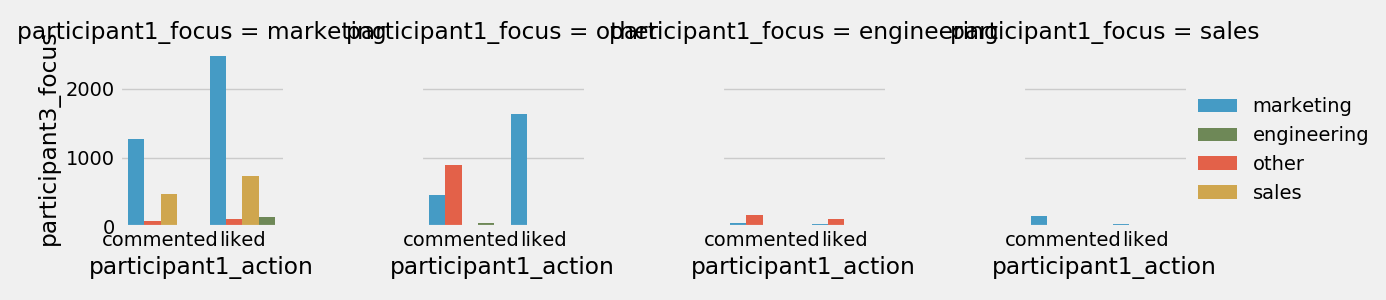 participant1_focus = marketing
participant1_focus = other
participant1_focus = engineering
participant1_focus = sales
participant3_focus
2000
1000
0
commented liked
commented liked
commented liked
commented liked
participant1_action
participant1_action
participant1_action
participant1_action
marketing
engineering
other
sales